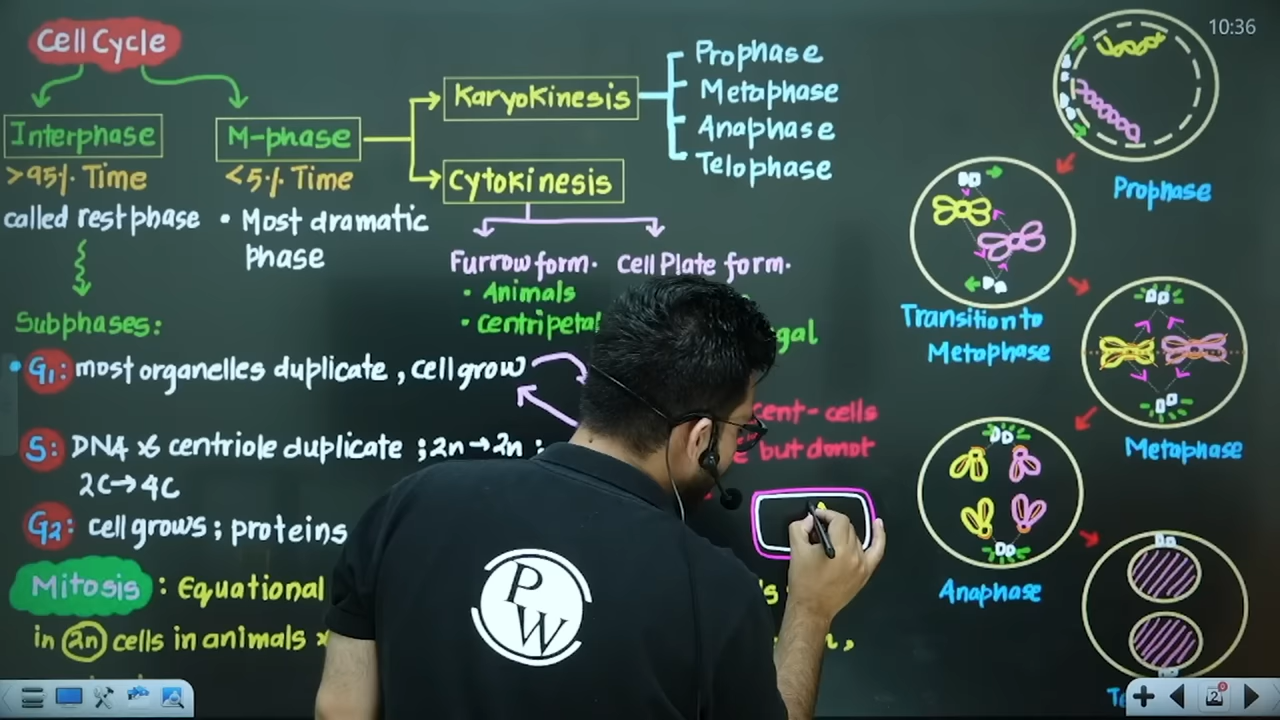 10:36
Cell Cycle
Interphase
>95% Time
called rest phase
Subphases:
M-phase
<5% Time
• Most dramatic
phase
Karyokinesis
Prophase
Metaphase
Anaphase
Telophase
Cytokinesis
Furrow form.
• Animals
• centripetal
Cell Plate form.
G1: most organelles duplicate, cell grow
S: DNA & centriole duplicate ; 2n→2n ;
2C→4C
G2: cell grows ; proteins
Mitosis : Equational
in 2n cells in animals
cells
but donot
Prophase
Transition to
Metaphase
Metaphase
Anaphase
PW
2